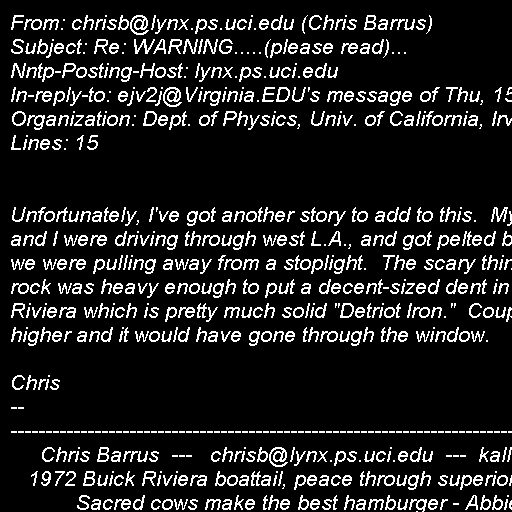 From: chrisb@lynx.ps.uci.edu (Chris Barrus)
Subject: Re: WARNING.....(please read)...
Nntp-Posting-Host: lynx.ps.uci.edu
In-reply-to: ejv2j@Virginia.EDU's message of Thu, 15
Organization: Dept. of Physics, Univ. of California, Irv
Lines: 15
Unfortunately, I've got another story to add to this.  My
and I were driving through west L.A., and got pelted b
we were pulling away from a stoplight.  The scary thin
rock was heavy enough to put a decent-sized dent in
Riviera which is pretty much solid "Detriot Iron."  Coup
higher and it would have gone through the window.
Chris
--
------------------------------------------------------------------------
Chris Barrus  ---   chrisb@lynx.ps.uci.edu  ---  kall
1972 Buick Riviera boattail, peace through superior
Sacred cows make the best hamburger - Abbie